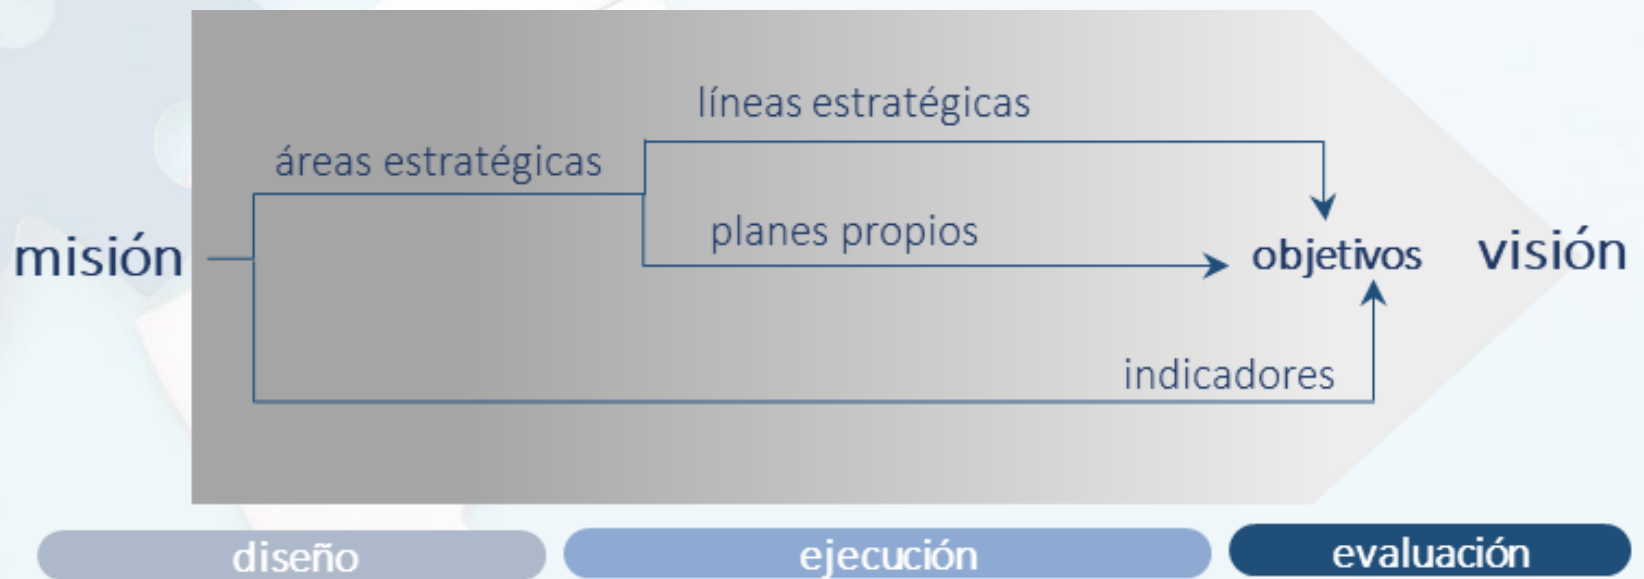 líneas estratégicas
áreas estratégicas
planes propios
misión
objetivos
visión
indicadores
diseño
ejecución
evaluación